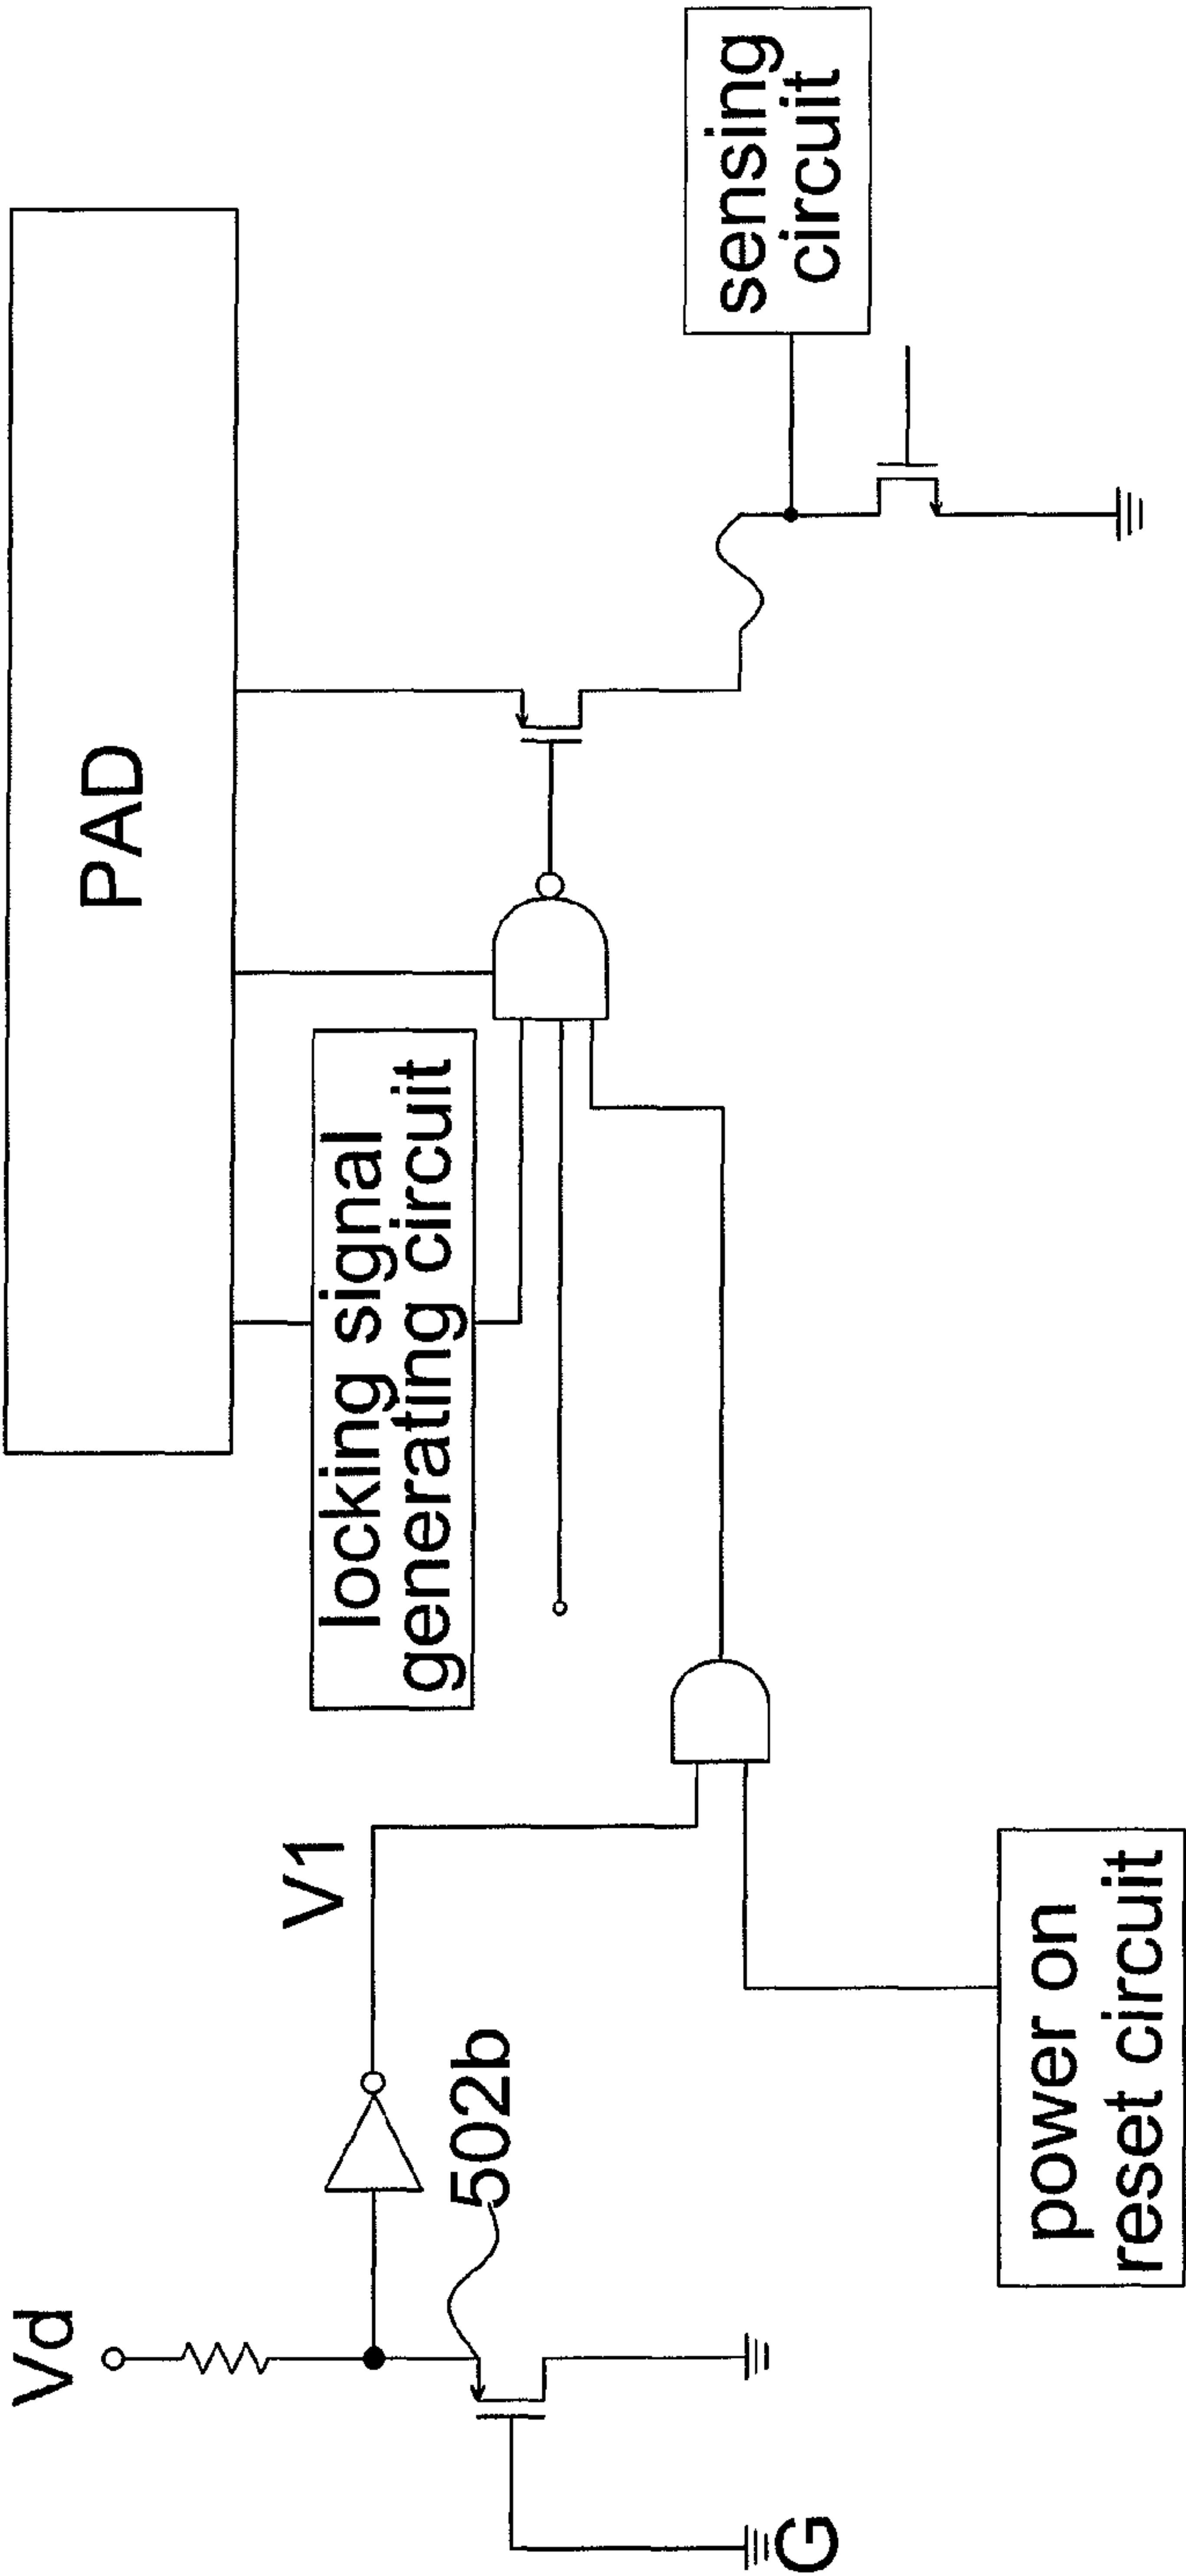 Vd
G
502b
V1
power on
reset circuit
locking signal
generating circuit
PAD
sensing
circuit